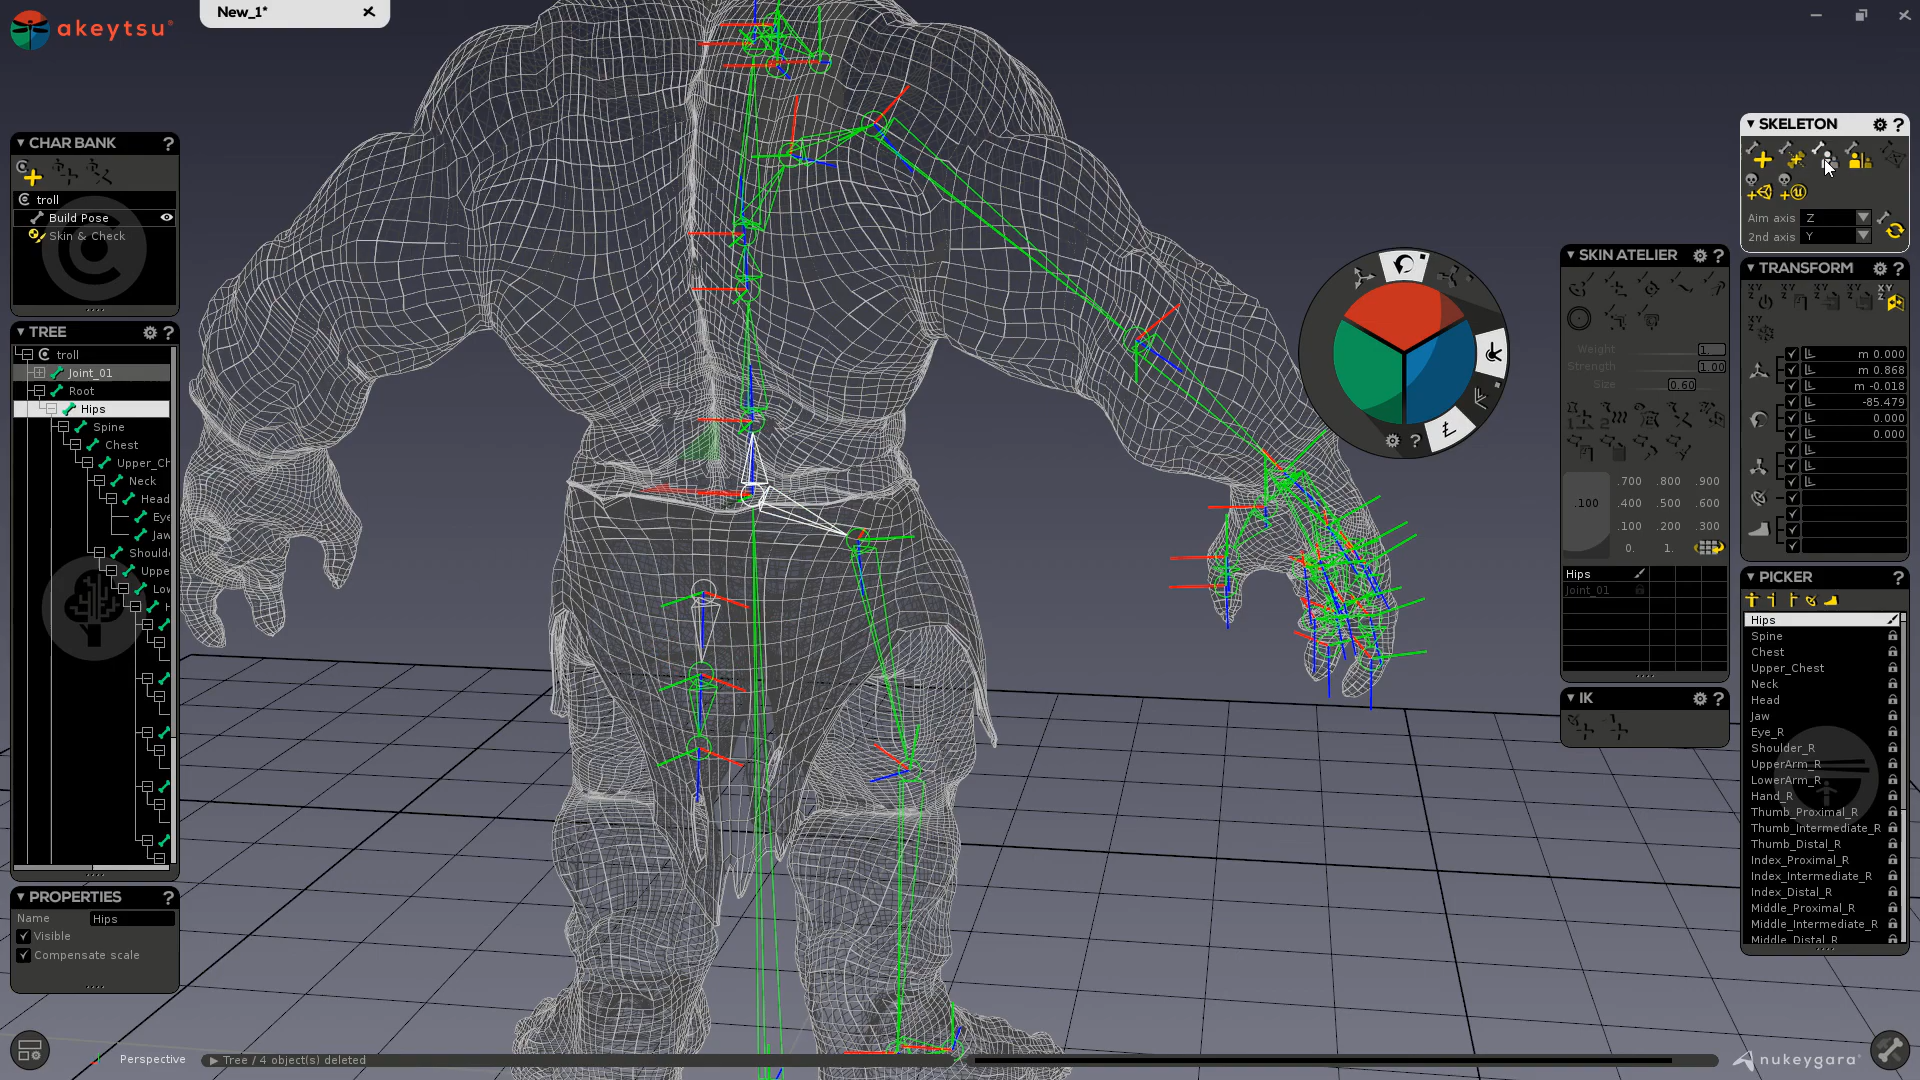 akeytsu
New_1*
CHAR BANK ?
troll
Build Pose
Skin & Check
TREE ?
troll
Joint_01
Root
Hips
Spine
Chest
Upper_Ch
Neck
Head
Eye
Jaw
Should
Upper
Low
H
PROPERTIES ?
Name Hips
Visible
Compensate scale
Perspective
Tree / 4 object(s) deleted
?
SKIN ATELIER ?
Weight 1.
Strength 1.00
Size 0.60
.100
.700 .800 .900
.400 .500 .600
.100 .200 .300
0. 1.
Hips
Joint_01
IK ?
SKELETON ?
Aim axis Z
2nd axis Y
TRANSFORM ?
m 0.000
m 0.868
m -0.018
-85.479
0.000
0.000
PICKER ?
Hips
Spine
Chest
Upper_Chest
Neck
Head
Jaw
Eye_R
Shoulder_R
UpperArm_R
LowerArm_R
Hand_R
Thumb_Proximal_R
Thumb_Intermediate_R
Thumb_Distal_R
Index_Proximal_R
Index_Intermediate_R
Index_Distal_R
Middle_Proximal_R
Middle_Intermediate_R
Middle_Distal_R
nukeygara